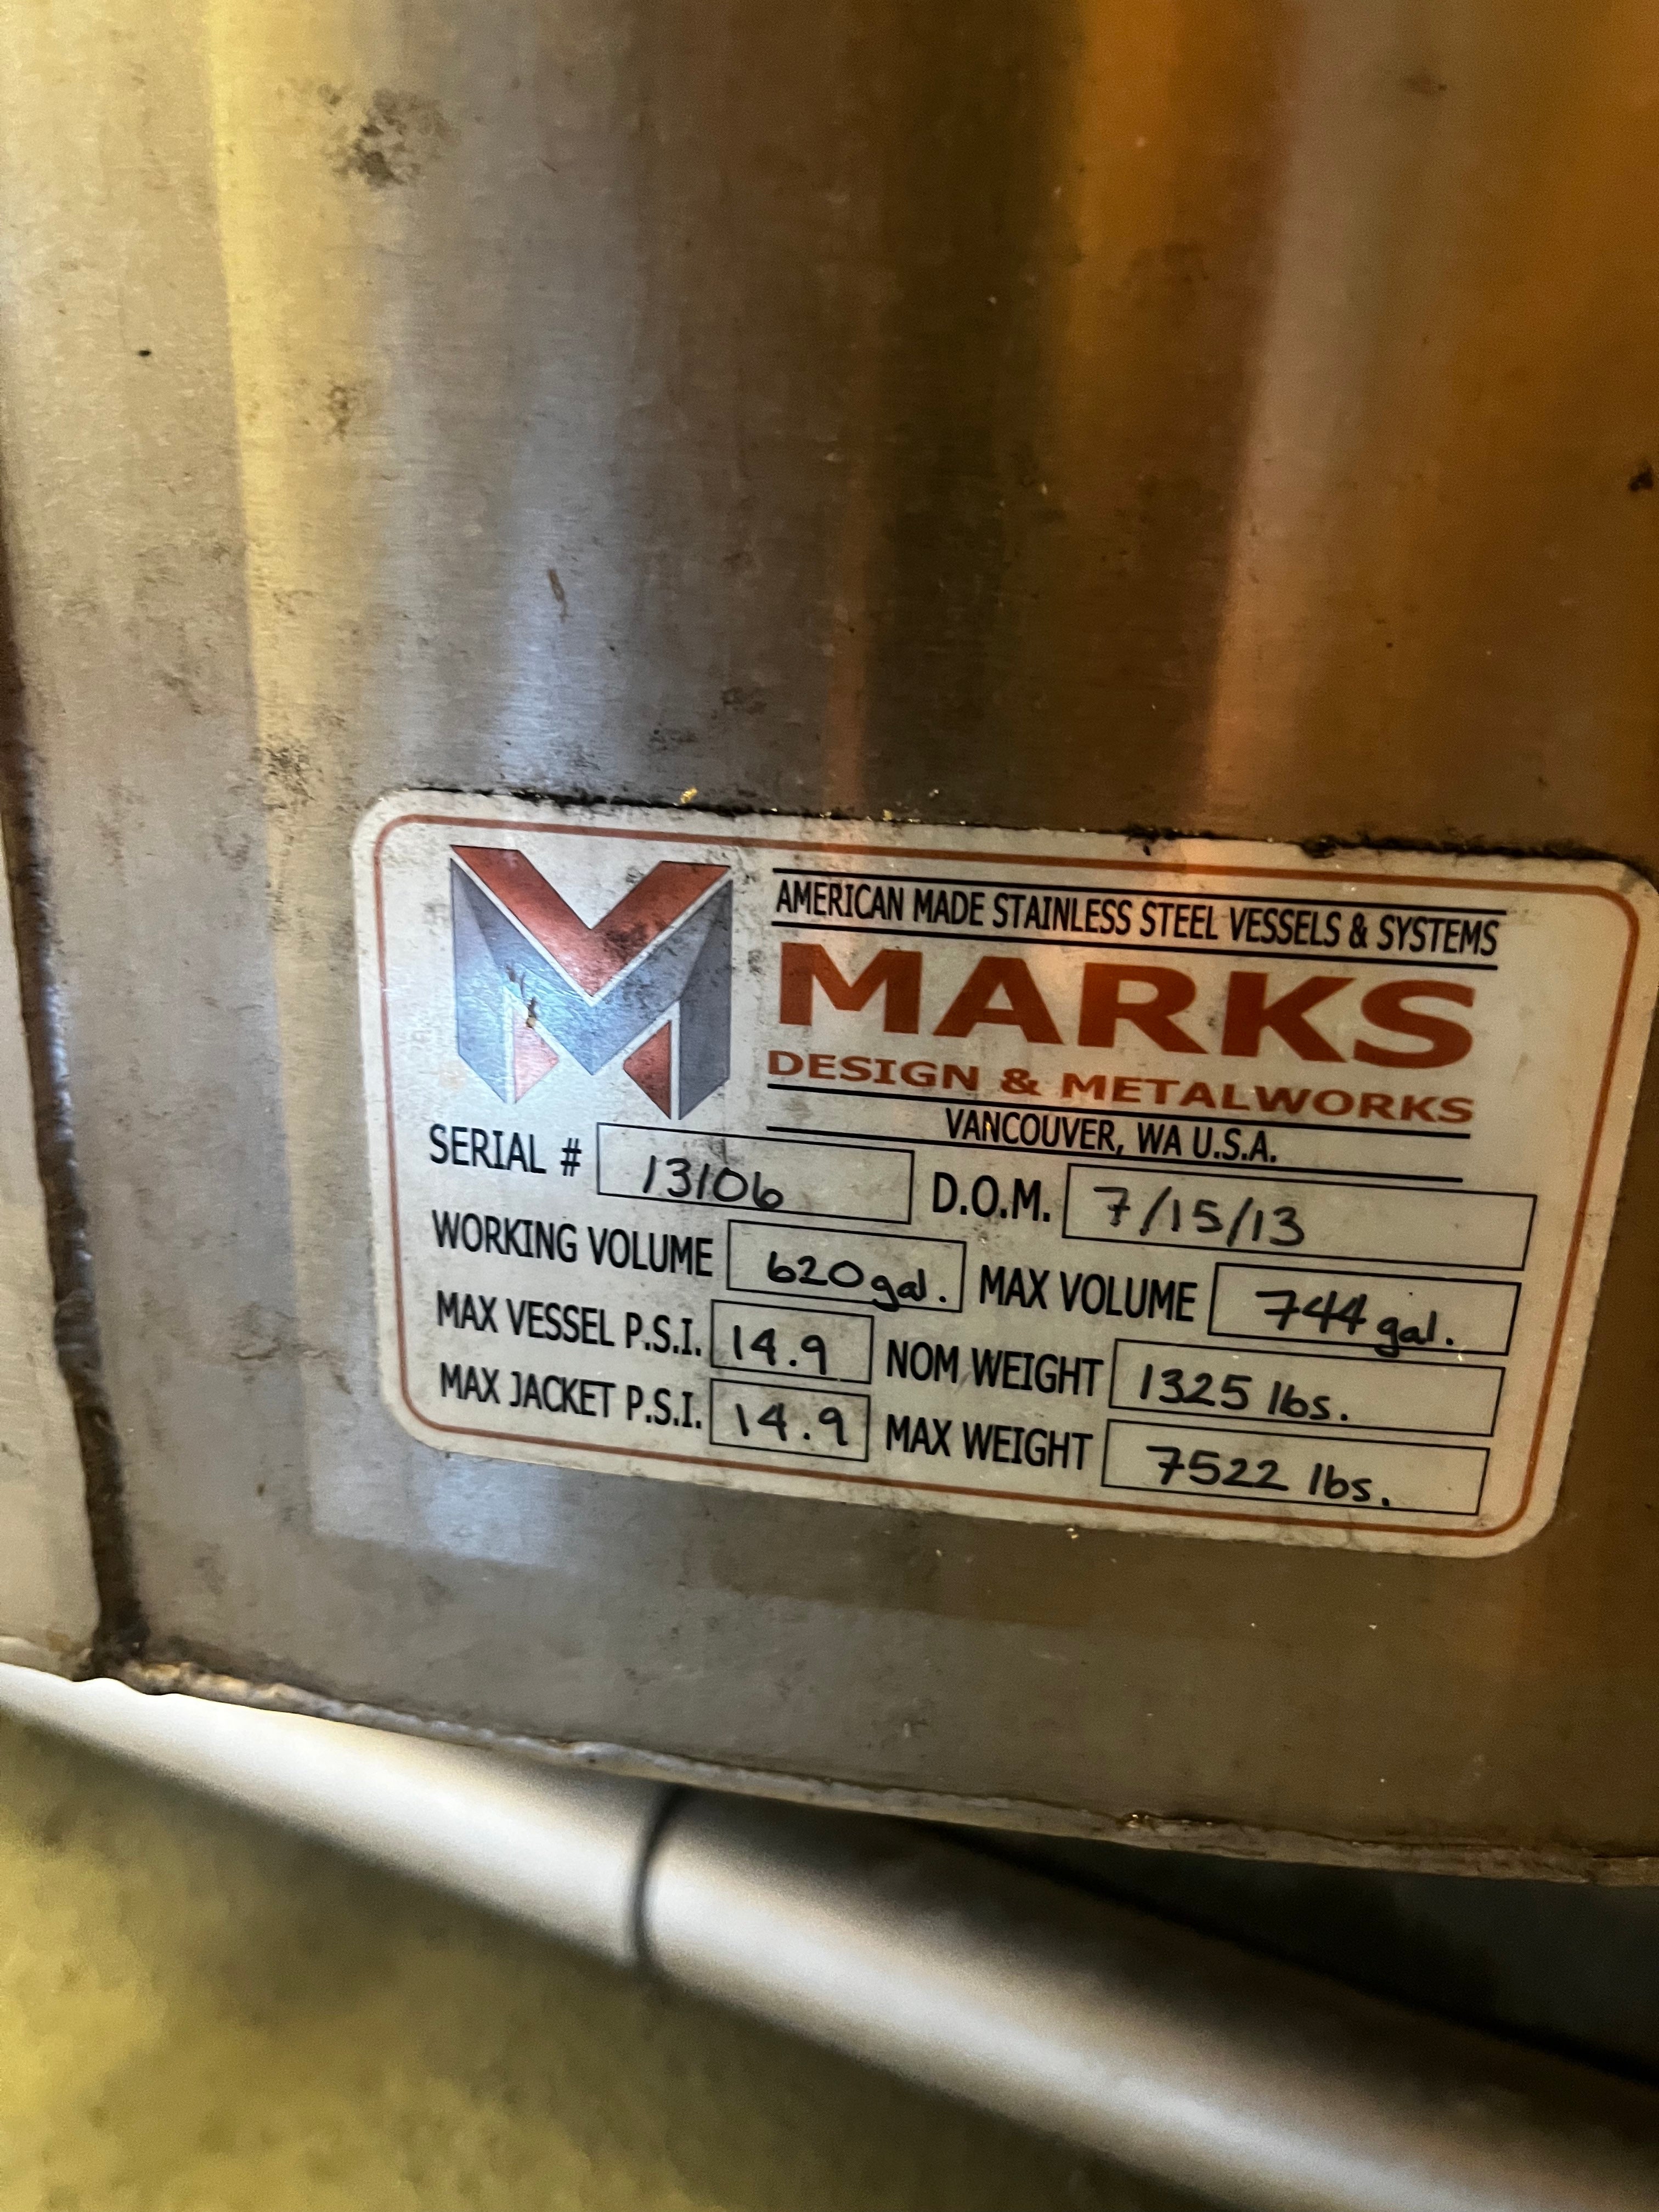 AMERICAN MADE STAINLESS STEEL VESSELS & SYSTEMS
MARKS
DESIGN & METALWORKS
VANCOUVER, WA U.S.A.
SERIAL # 13106 D.O.M. 7/15/13
WORKING VOLUME 620 gal. MAX VOLUME 744 gal.
MAX VESSEL P.S.I. 14.9 NOM WEIGHT 1325 lbs.
MAX JACKET P.S.I. 14.9 MAX WEIGHT 7522 lbs.